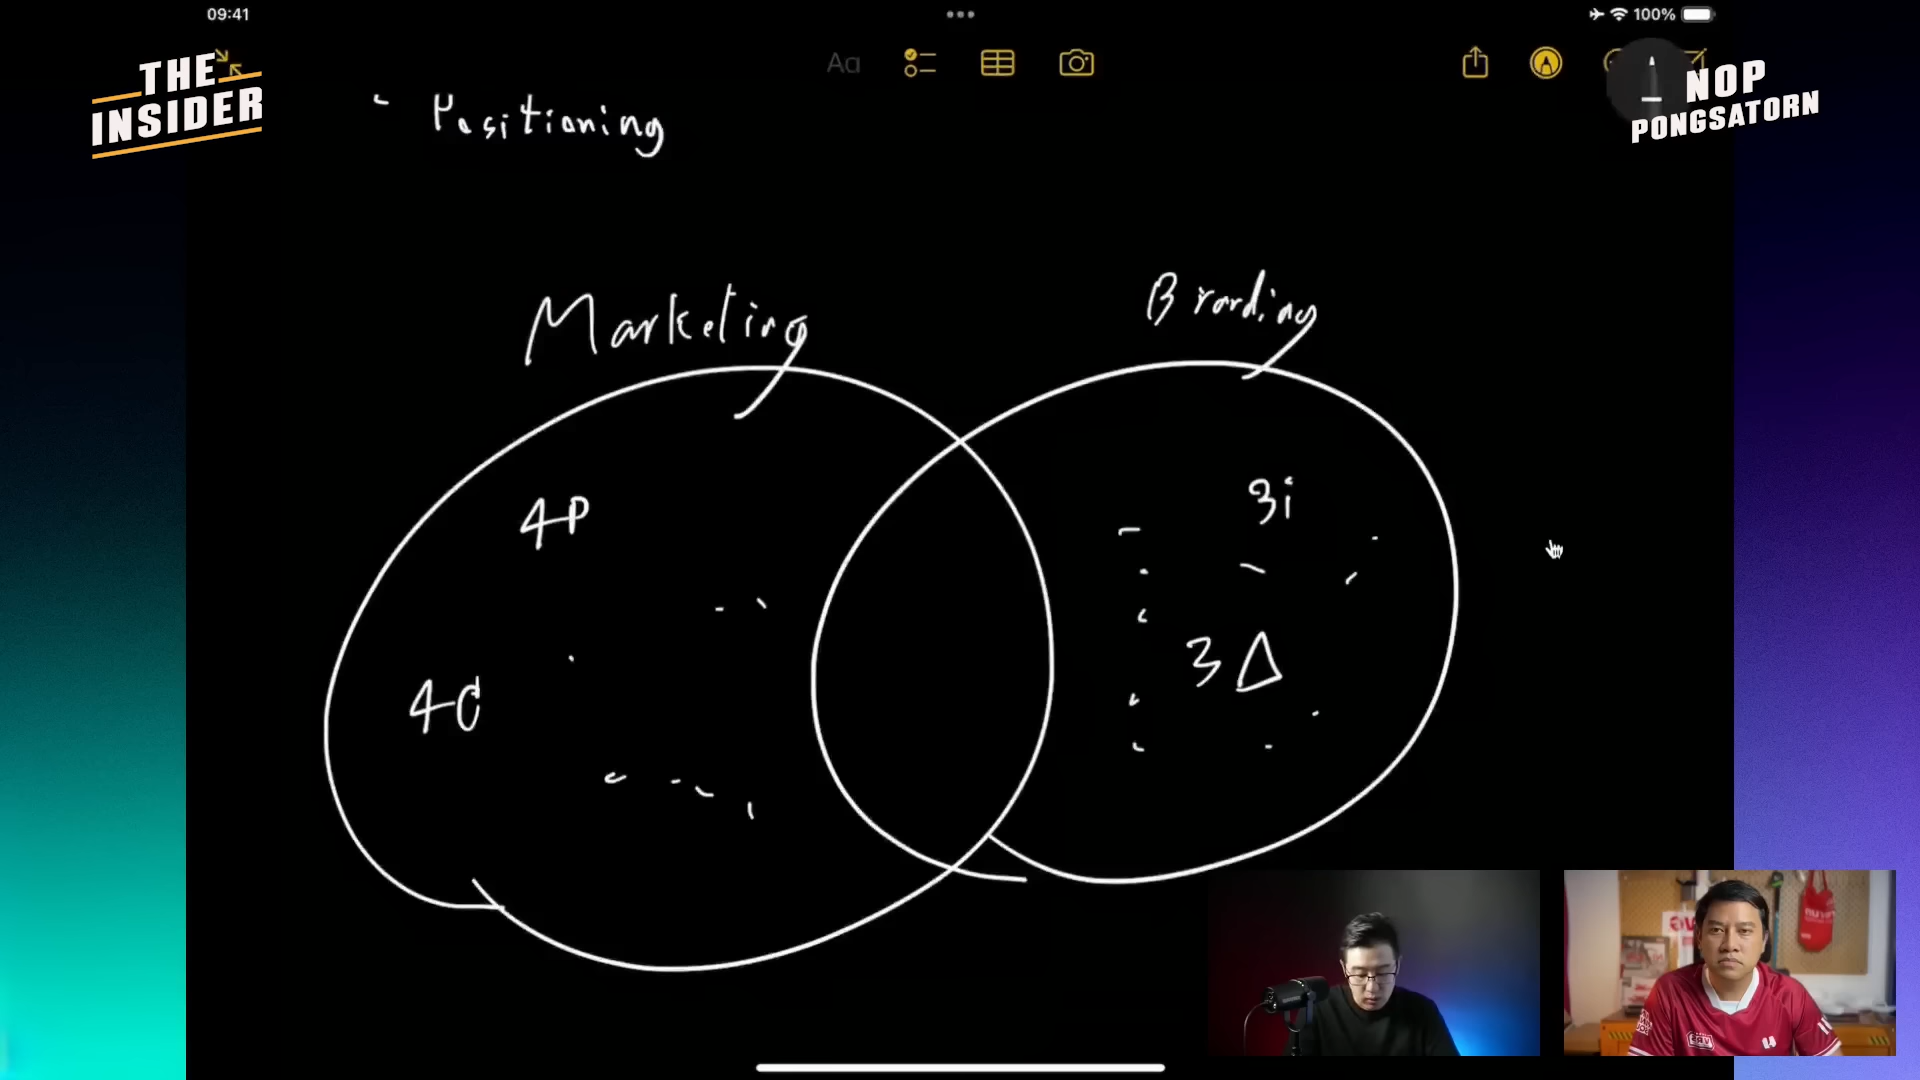 09:41
100%
THE
INSIDER
Aa
NOP
PONGSATORN
Positioning
Marketing
Branding
4P
3i
4C
3Δ